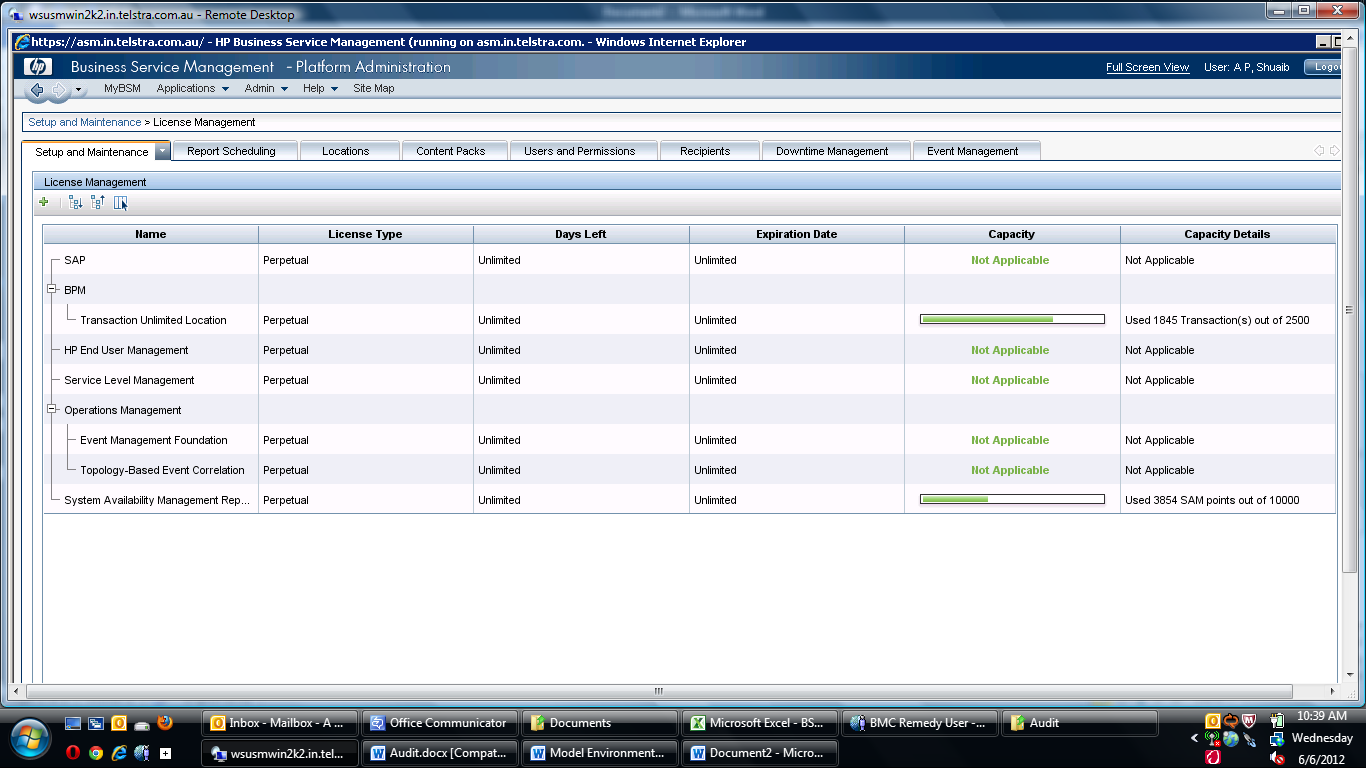 wsusmwin2k2.in.telstra.com.au - Remote Desktop
https://asm.in.telstra.com.au/ - HP Business Service Management (running on asm.in.telstra.com. - Windows Internet Explorer
hp Business Service Management - Platform Administration Full Screen View User: A P, Shuaib Logo
MyBSM Applications Admin Help Site Map
Setup and Maintenance > License Management
Setup and Maintenance Report Scheduling Locations Content Packs Users and Permissions Recipients Downtime Management Event Management
License Management
Name License Type Days Left Expiration Date Capacity Capacity Details
SAP Perpetual Unlimited Unlimited Not Applicable Not Applicable
BPM
Transaction Unlimited Location Perpetual Unlimited Unlimited Used 1845 Transaction(s) out of 2500
HP End User Management Perpetual Unlimited Unlimited Not Applicable Not Applicable
Service Level Management Perpetual Unlimited Unlimited Not Applicable Not Applicable
Operations Management
Event Management Foundation Perpetual Unlimited Unlimited Not Applicable Not Applicable
Topology-Based Event Correlation Perpetual Unlimited Unlimited Not Applicable Not Applicable
System Availability Management Rep... Perpetual Unlimited Unlimited Used 3854 SAM points out of 10000
Inbox - Mailbox - A ... Office Communicator Documents Microsoft Excel - BS... BMC Remedy User - ... Audit 10:39 AM
Wednesday
wsusmwin2k2.in.tel... Audit.docx [Compat... Model Environment... Document2 - Micro... 6/6/2012